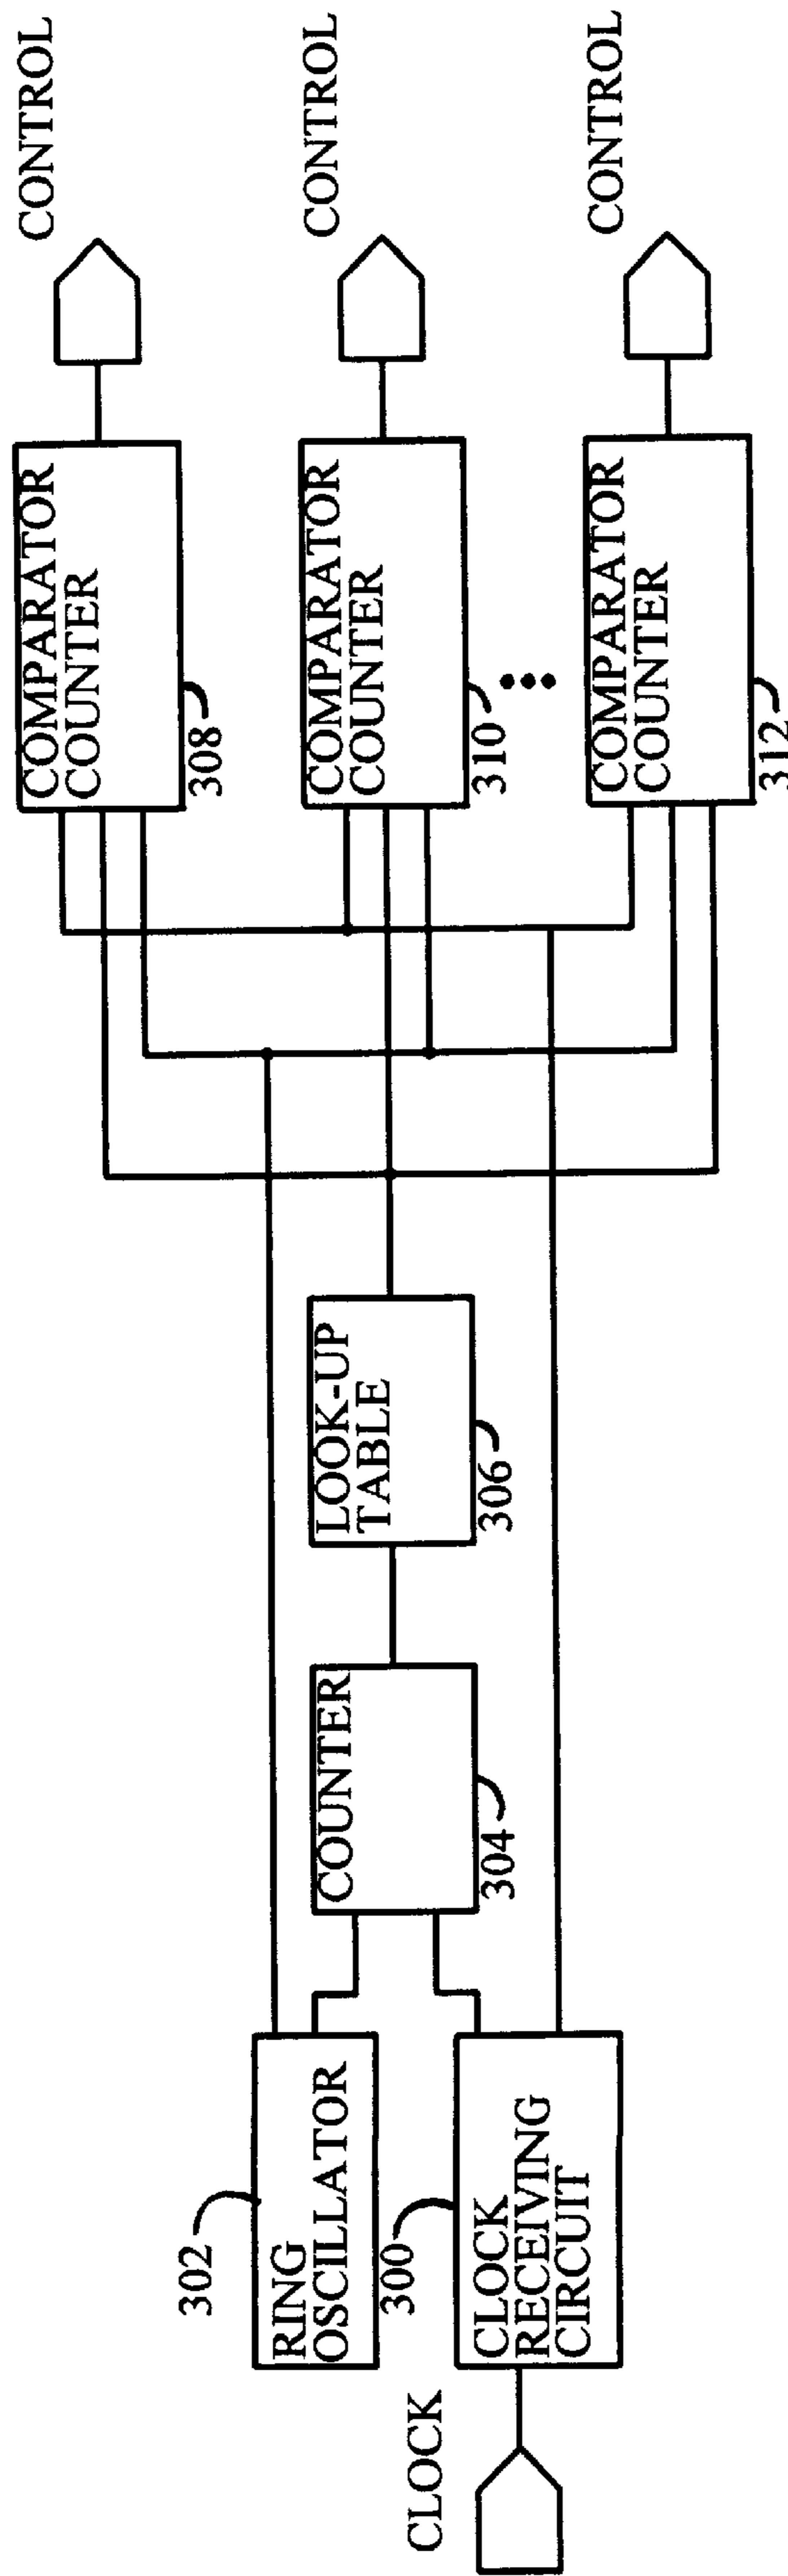 CLOCK
302
RING
OSCILLATOR
300
CLOCK
RECEIVING
CIRCUIT
COUNTER
304
LOOK-UP
TABLE
306
COMPARATOR
COUNTER
308
CONTROL
COMPARATOR
COUNTER
310
CONTROL
COMPARATOR
COUNTER
312
CONTROL